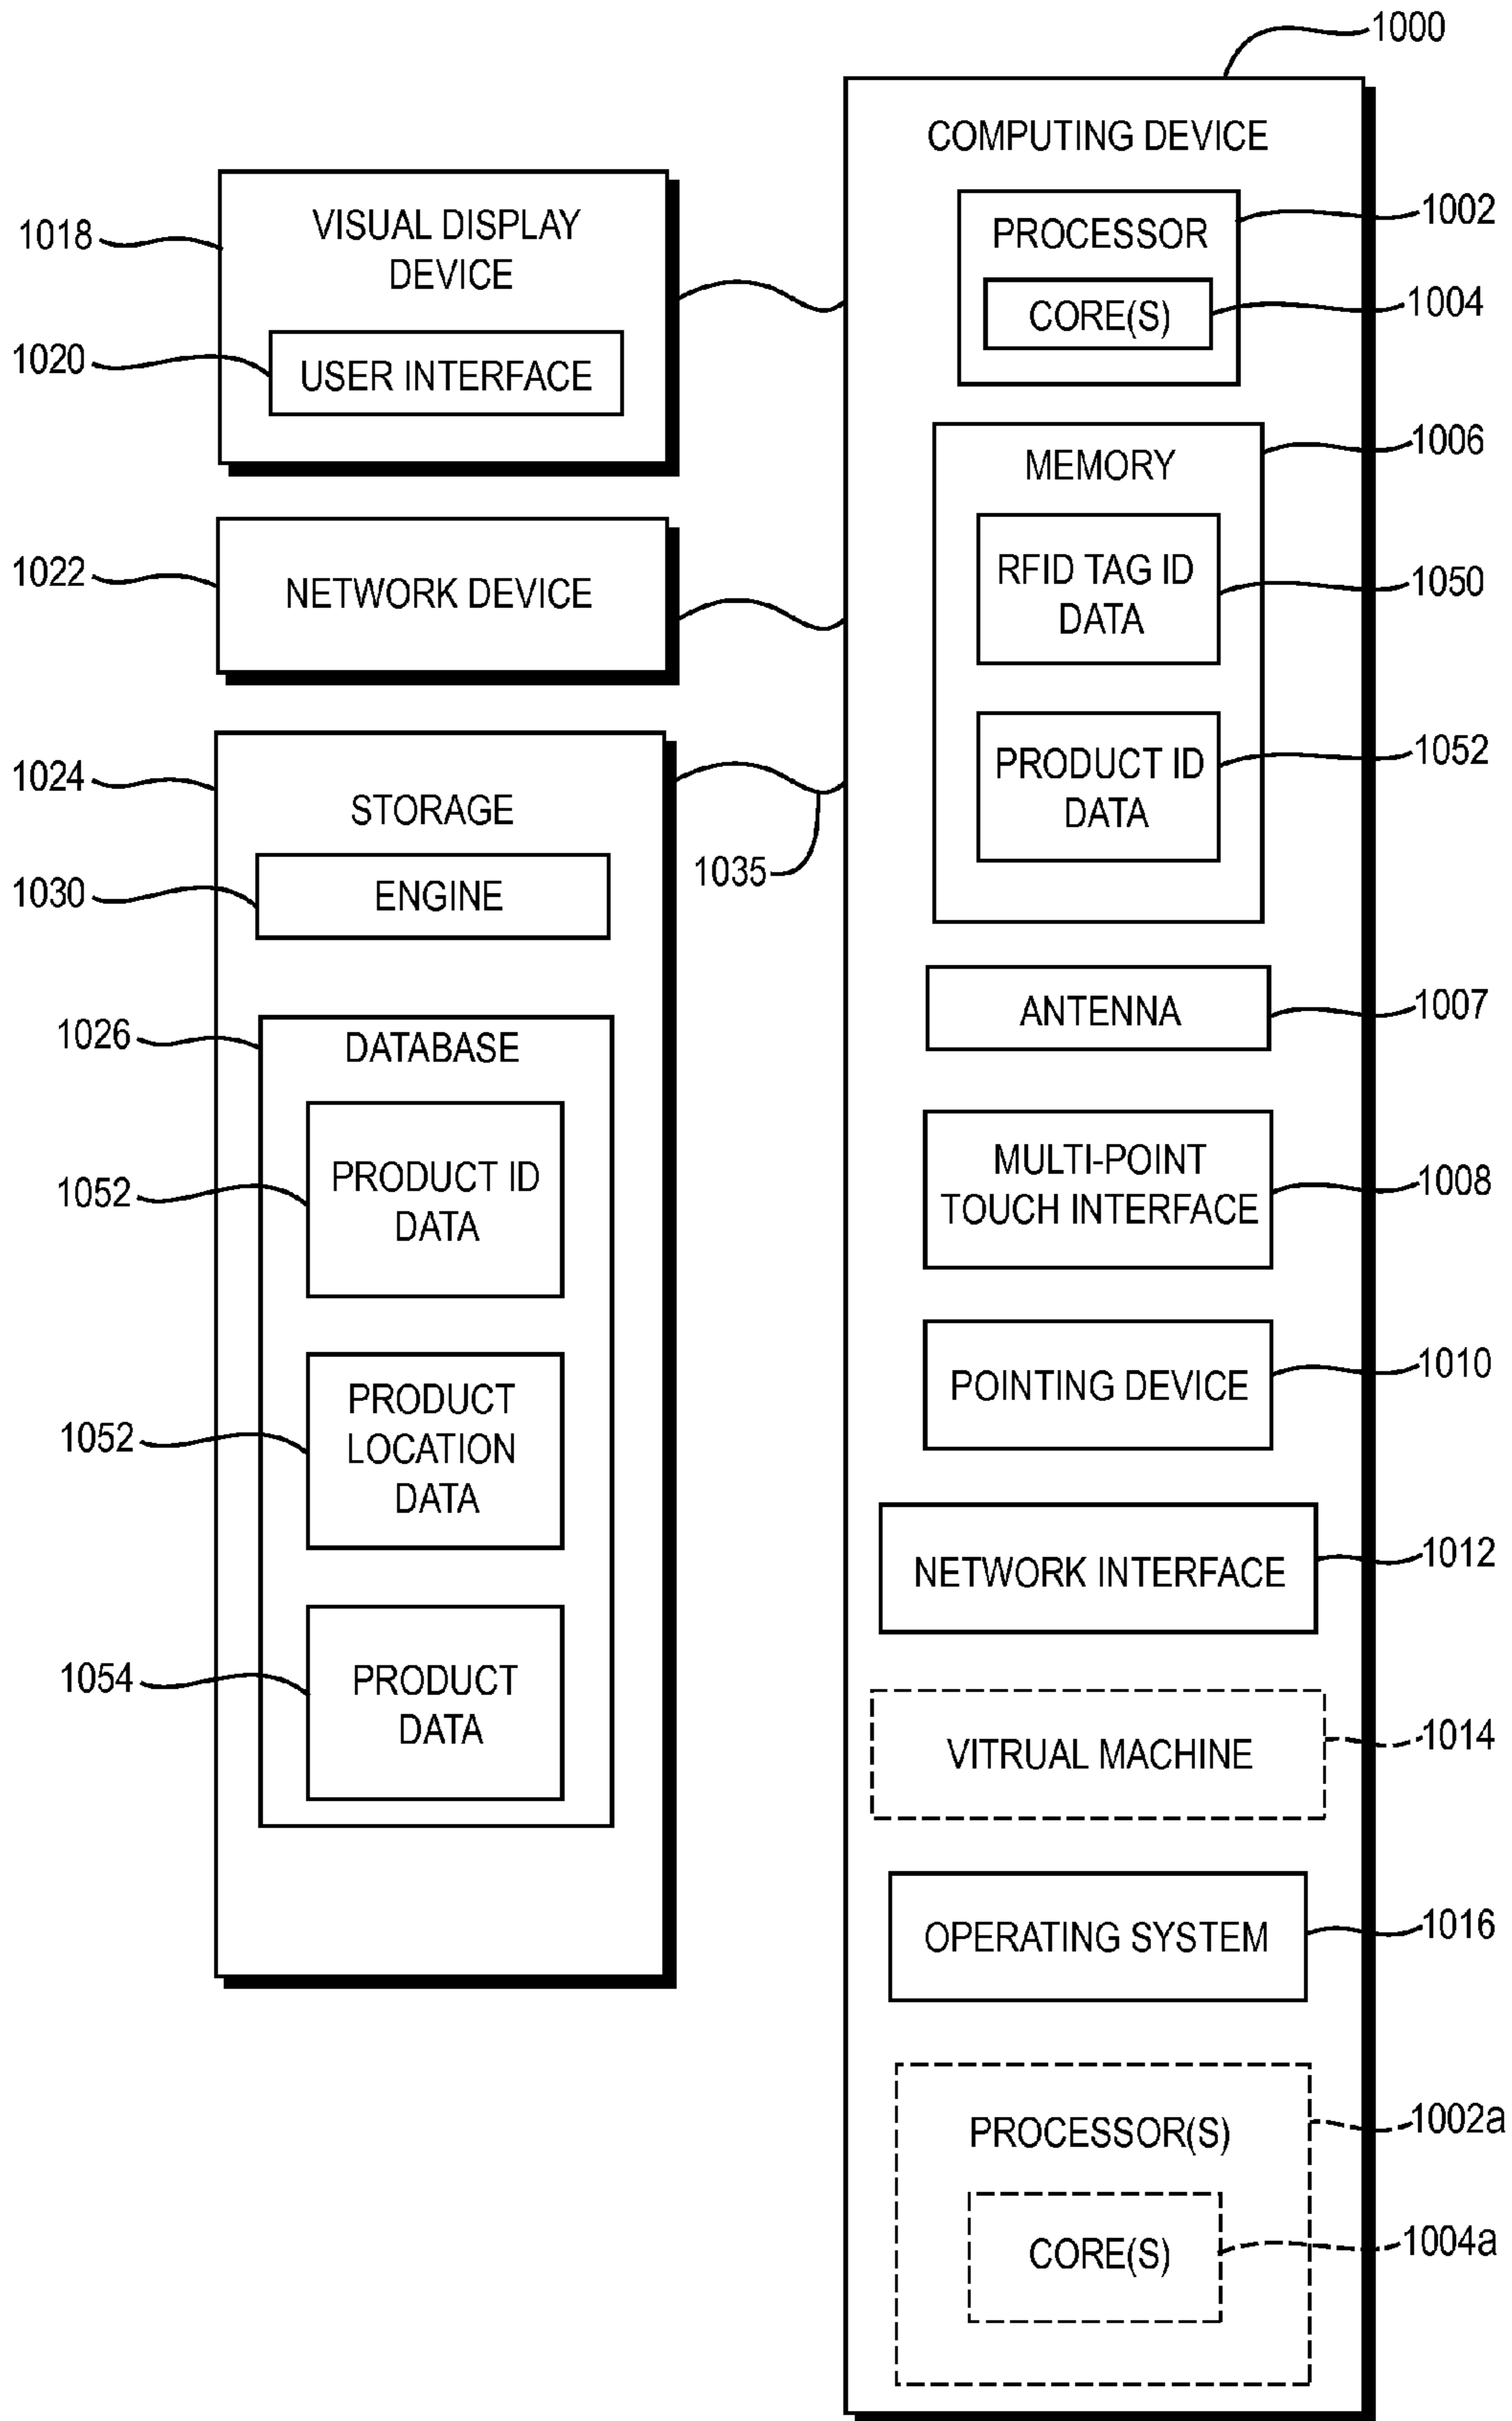 1000
COMPUTING DEVICE
PROCESSOR
1002
CORE(S)
1004
MEMORY
1006
RFID TAG ID
DATA
1050
PRODUCT ID
DATA
1052
ANTENNA
1007
MULTI-POINT
TOUCH INTERFACE
1008
POINTING DEVICE
1010
NETWORK INTERFACE
1012
VITRUAL MACHINE
1014
OPERATING SYSTEM
1016
PROCESSOR(S)
1002a
CORE(S)
1004a
1018
VISUAL DISPLAY
DEVICE
1020
USER INTERFACE
1022
NETWORK DEVICE
1024
STORAGE
1035
1030
ENGINE
1026
DATABASE
1052
PRODUCT ID
DATA
1052
PRODUCT
LOCATION
DATA
1054
PRODUCT
DATA